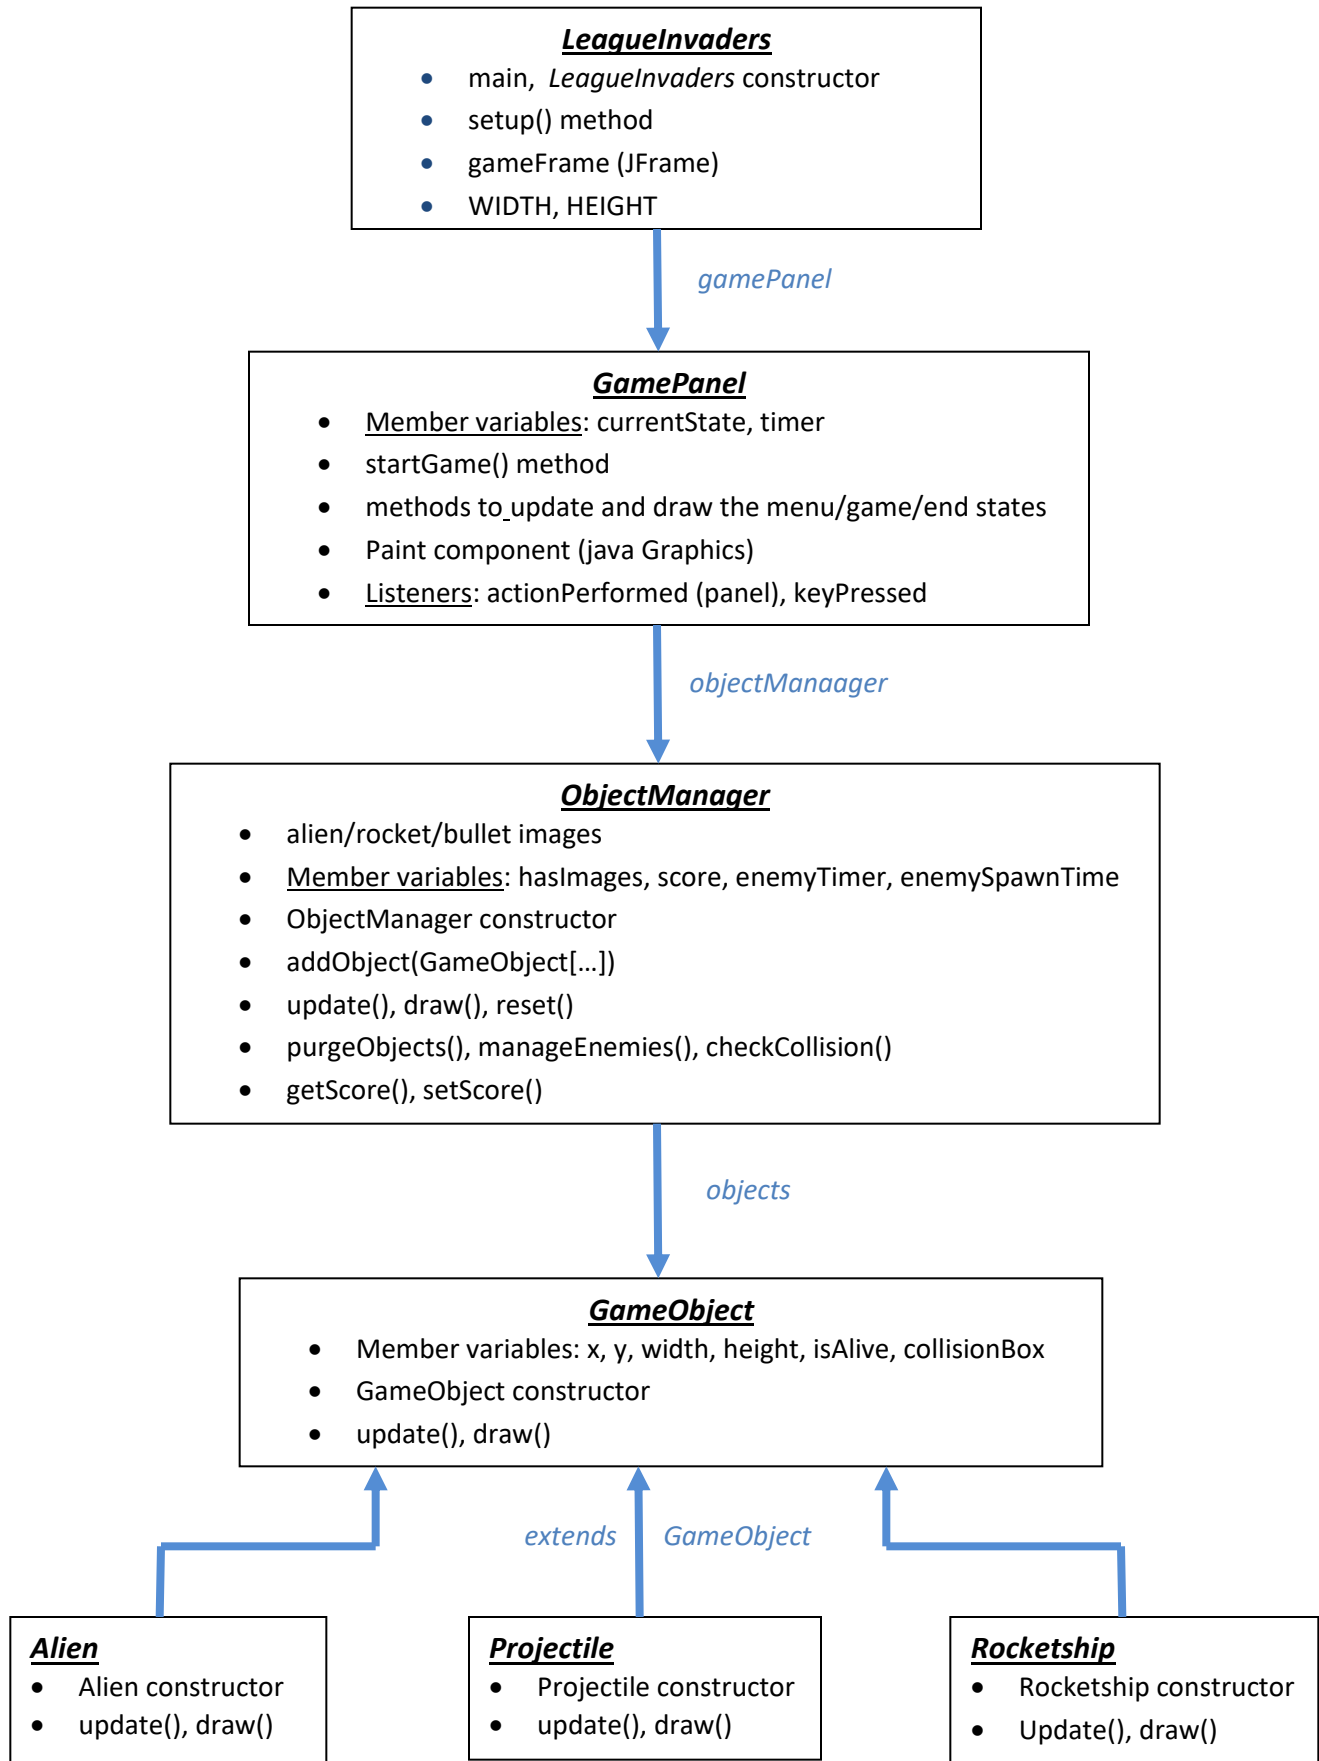 LeagueInvaders
• main, LeagueInvaders constructor
• setup() method
• gameFrame (JFrame)
• WIDTH, HEIGHT
gamePanel
GamePanel
• Member variables: currentState, timer
• startGame() method
• methods to update and draw the menu/game/end states
• Paint component (java Graphics)
• Listeners: actionPerformed (panel), keyPressed
objectManaager
ObjectManager
• alien/rocket/bullet images
• Member variables: hasImages, score, enemyTimer, enemySpawnTime
• ObjectManager constructor
• addObject(GameObject[…])
• update(), draw(), reset()
• purgeObjects(), manageEnemies(), checkCollision()
• getScore(), setScore()
objects
GameObject
• Member variables: x, y, width, height, isAlive, collisionBox
• GameObject constructor
• update(), draw()
extends GameObject
Alien
• Alien constructor
• update(), draw()
Projectile
• Projectile constructor
• update(), draw()
Rocketship
• Rocketship constructor
• Update(), draw()